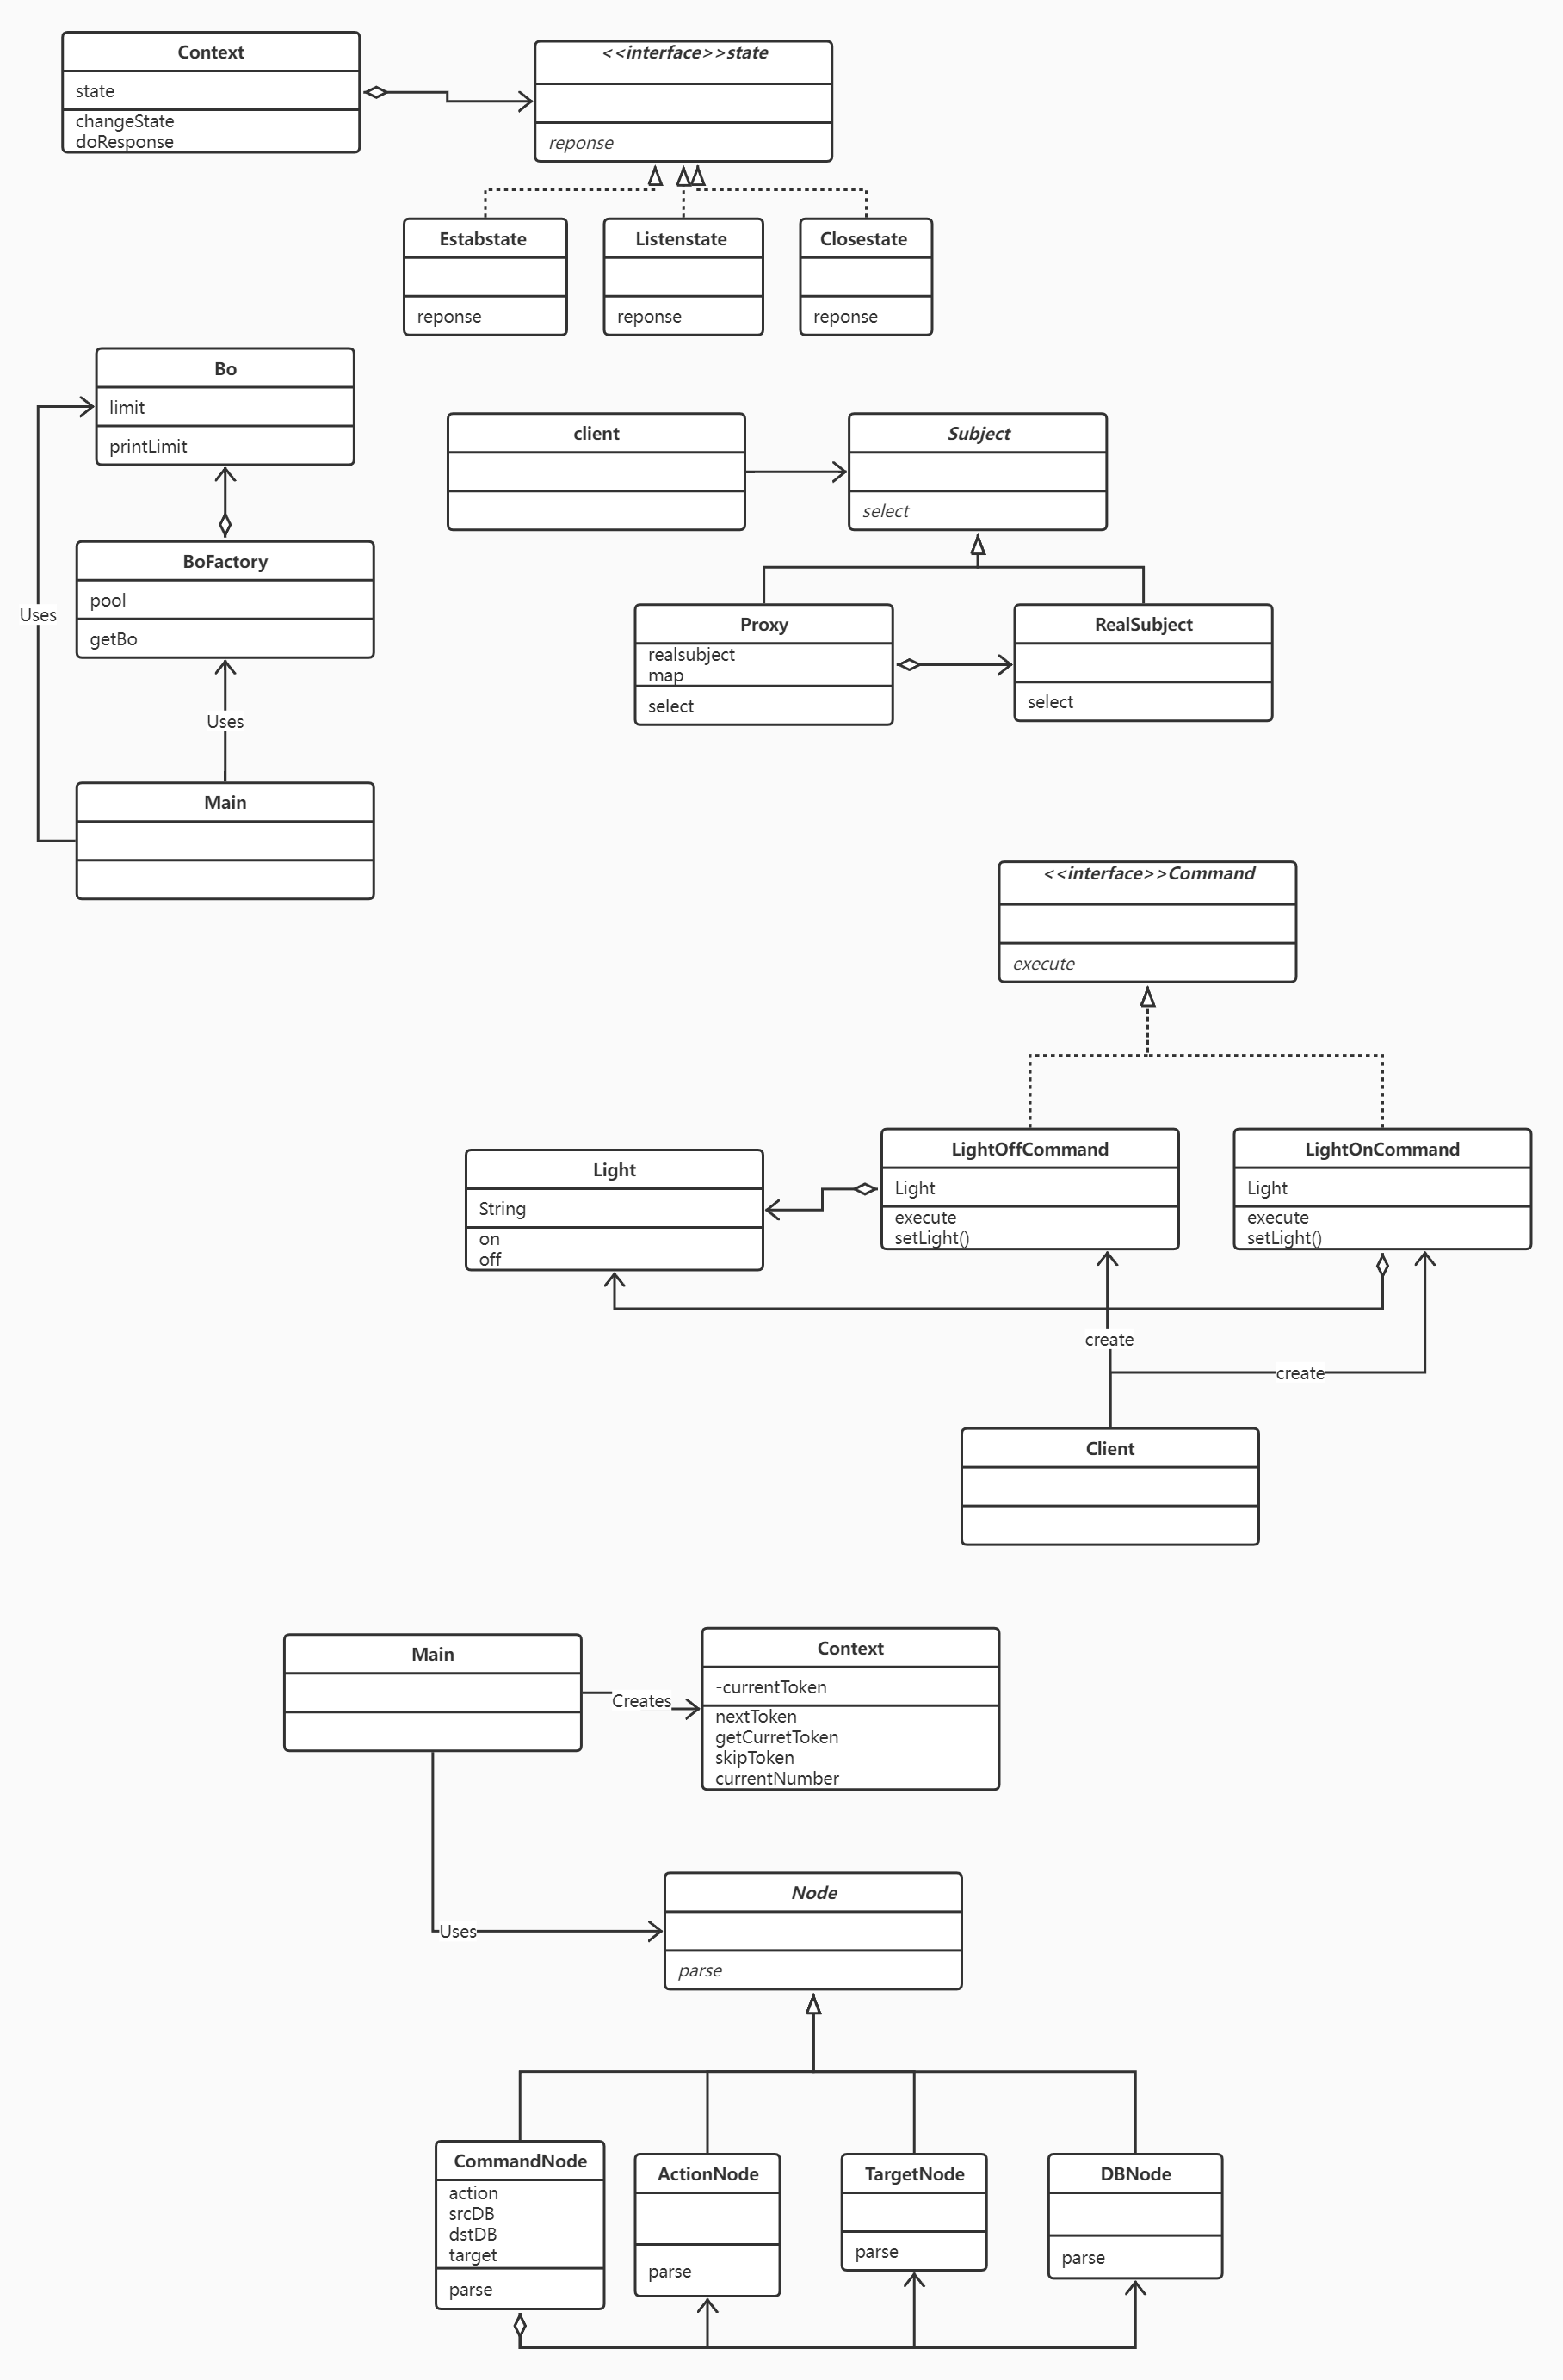 Context
state
changeState
doResponse
<<interface>>state
reponse
Estabstate
reponse
Listenstate
reponse
Closestate
reponse
Bo
limit
printLimit
BoFactory
pool
getBo
Uses
Uses
Main
client
Subject
select
Proxy
realsubject
map
select
RealSubject
select
<<interface>>Command
execute
Light
String
on
off
LightOffCommand
Light
execute
setLight()
LightOnCommand
Light
execute
setLight()
create
create
Client
Main
Creates
Context
-currentToken
nextToken
getCurretToken
skipToken
currentNumber
Uses
Node
parse
CommandNode
action
srcDB
dstDB
target
parse
ActionNode
parse
TargetNode
parse
DBNode
parse